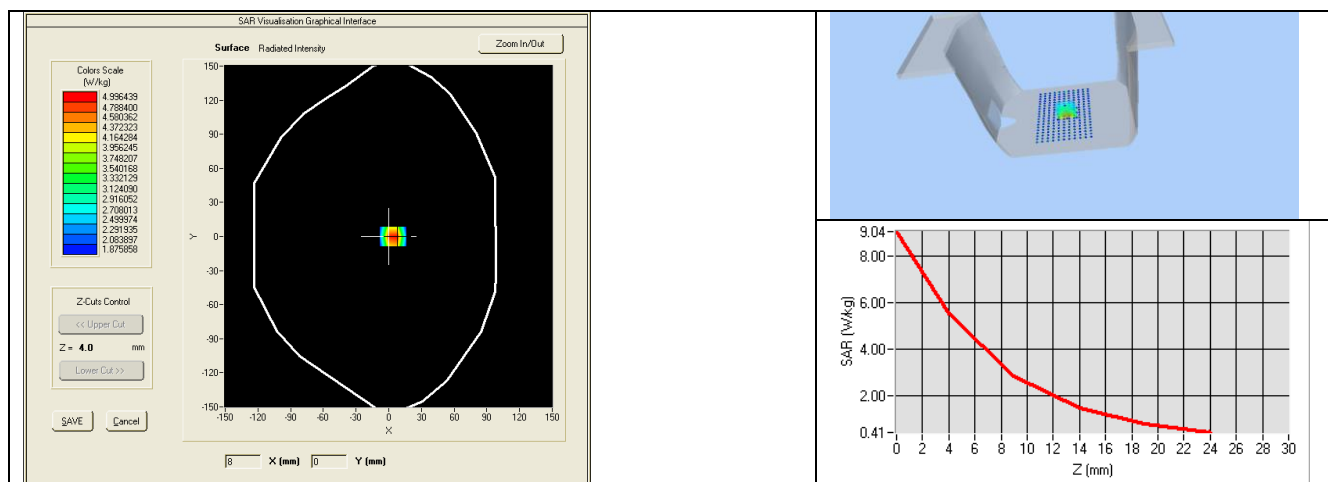 SAR Visualisation Graphical Interface
Surface Radiated Intensity
Zoom In/Out
Colors Scale
(W/kg)
4.996439
4.788400
4.580362
4.372323
4.164284
3.956245
3.748207
3.540168
3.332129
3.124090
2.916052
2.708013
2.499974
2.291935
2.083897
1.875858
Z-Cuts Control
<< Upper Cut
Z = 4.0 mm
Lower Cut >>
SAVE Cancel
150-
120-
90-
60-
30-
Y 0-
-30-
-60-
-90-
-120-
-150-
-150 -120 -90 -60 -30 0 30 60 90 120 150
X
8 X (mm) 0 Y (mm)
9.04-
8.00-
6.00-
4.00-
2.00-
0.41-
SAR (W/kg)
0 2 4 6 8 10 12 14 16 18 20 22 24 26 28 30
Z (mm)